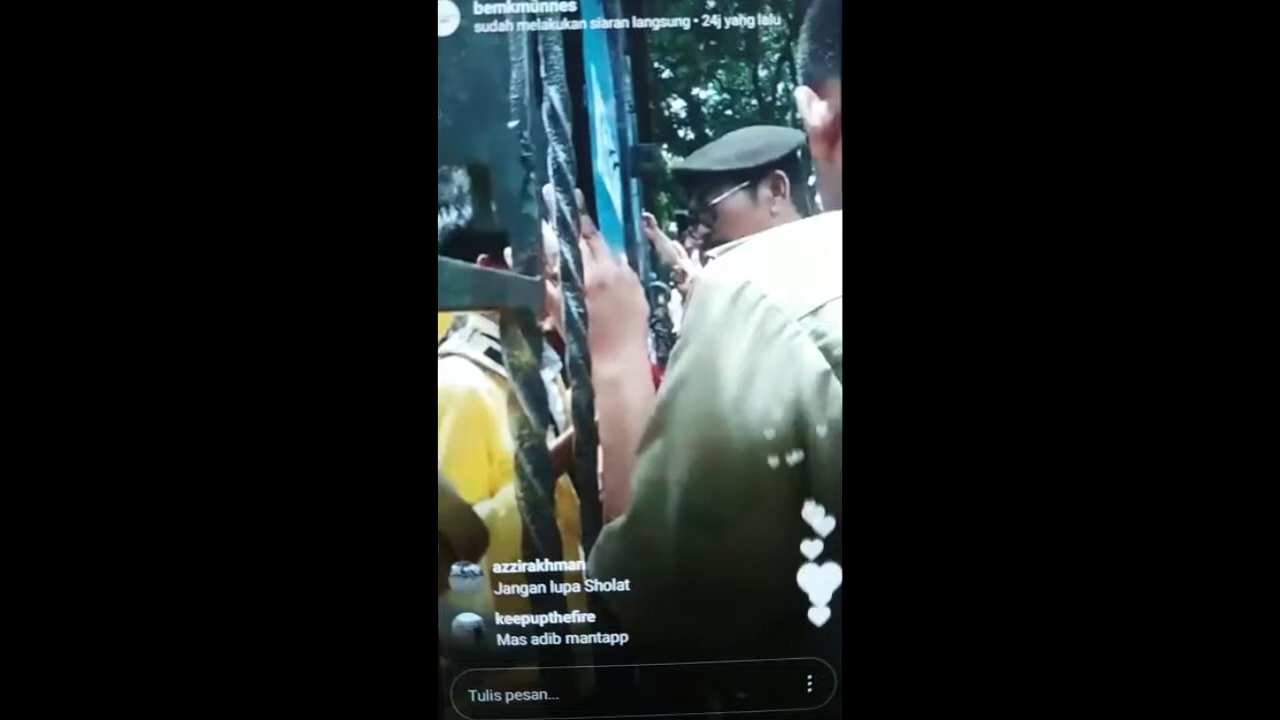 bemkmunnes
sudah melakukan siaran langsung • 24j yang lalu
azzirakhman
Jangan lupa Sholat
keepupthefire
Mas adib mantapp
Tulis pesan...